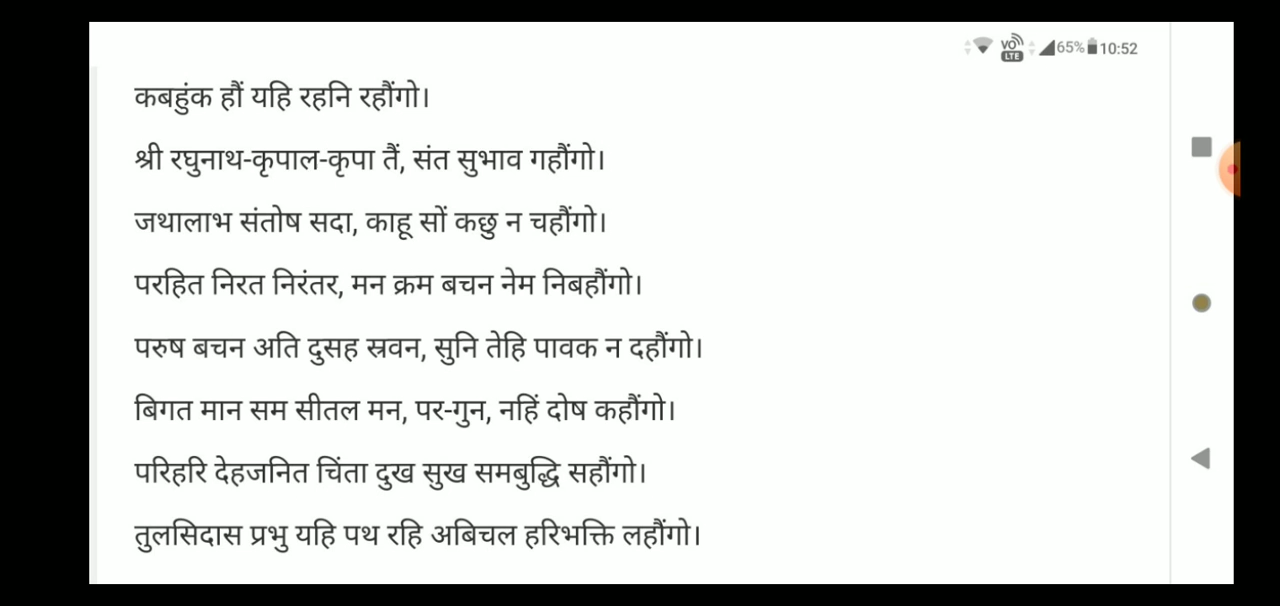 VO LTE 65% 10:52
कबहुंक हौं यहि रहनि रहौंगो।
श्री रघुनाथ-कृपाल-कृपा तैं, संत सुभाव गहौंगो।
जथालाभ संतोष सदा, काहू सों कछु न चहौंगो।
परहित निरत निरंतर, मन क्रम बचन नेम निबहौंगो।
परुष बचन अति दुसह स्रवन, सुनि तेहि पावक न दहौंगो।
बिगत मान सम सीतल मन, पर-गुन, नहिं दोष कहौंगो।
परिहरि देहजनित चिंता दुख सुख समबुद्धि सहौंगो।
तुलसिदास प्रभु यहि पथ रहि अबिचल हरिभक्ति लहौंगो।